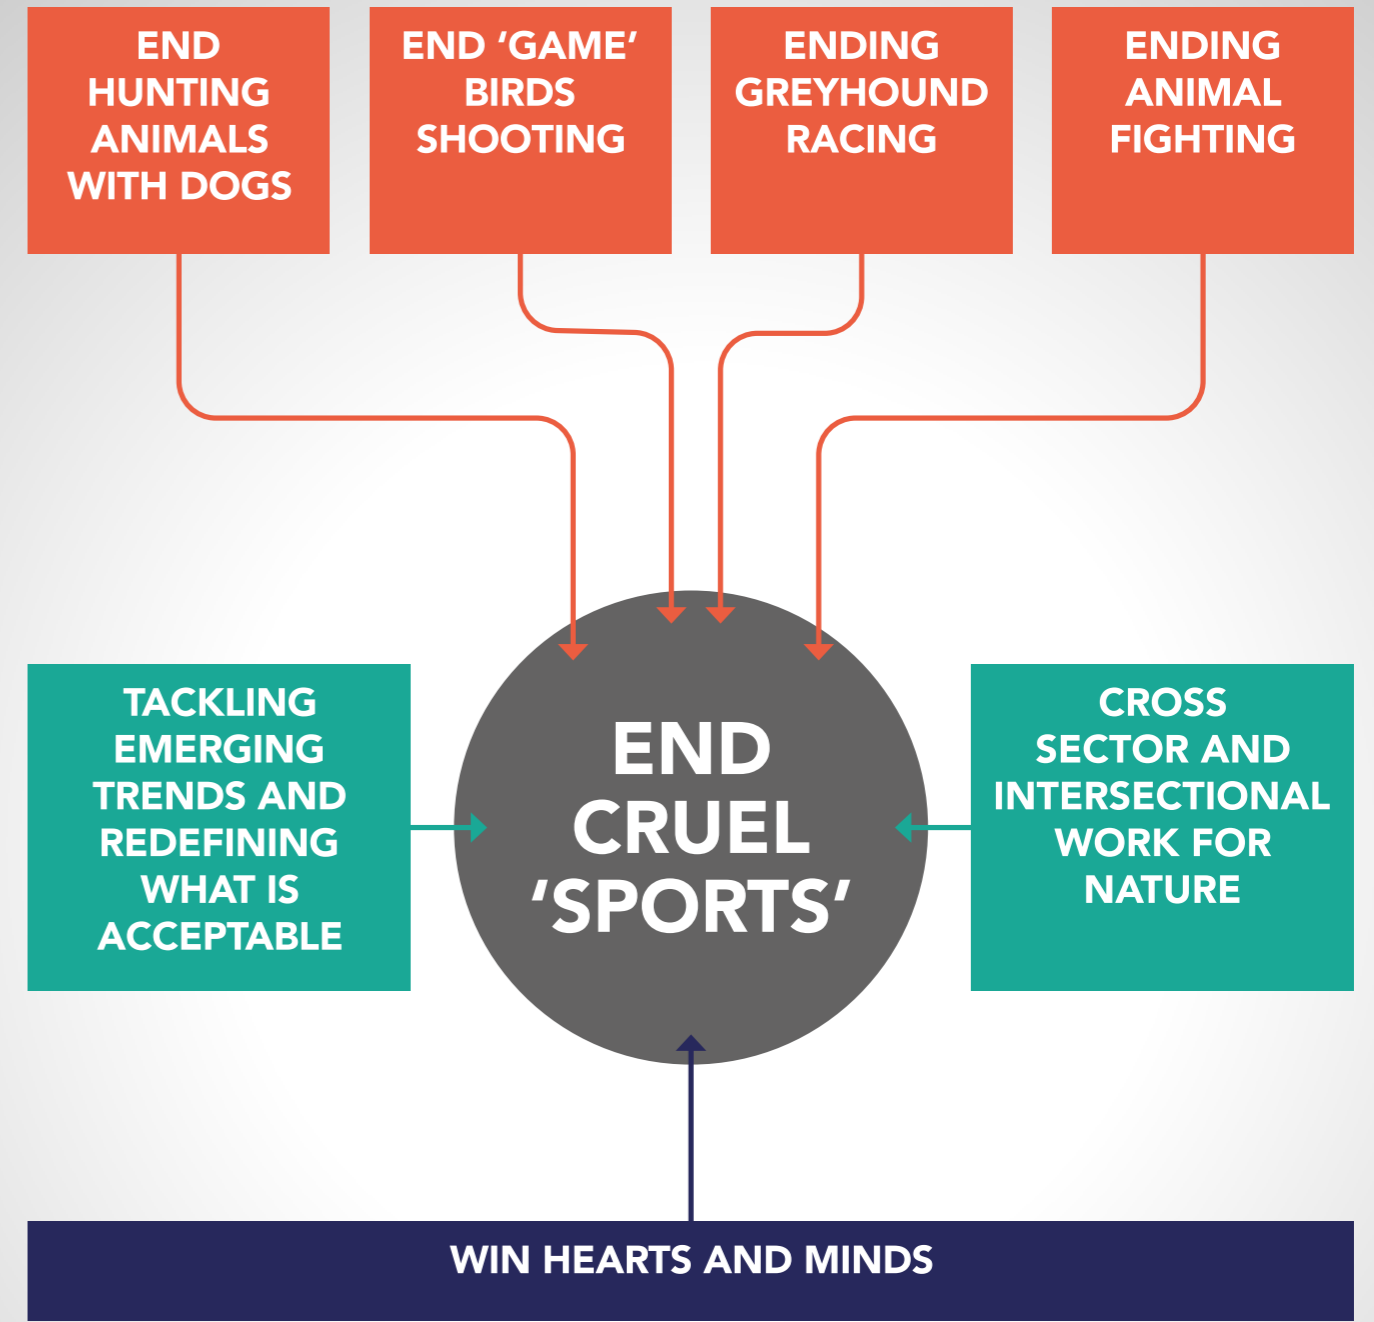 END
HUNTING
ANIMALS
WITH DOGS
END ‘GAME’
BIRDS
SHOOTING
ENDING
GREYHOUND
RACING
ENDING
ANIMAL
FIGHTING
TACKLING
EMERGING
TRENDS AND
REDEFINING
WHAT IS
ACCEPTABLE
END
CRUEL
‘SPORTS’
CROSS
SECTOR AND
INTERSECTIONAL
WORK FOR
NATURE
WIN HEARTS AND MINDS